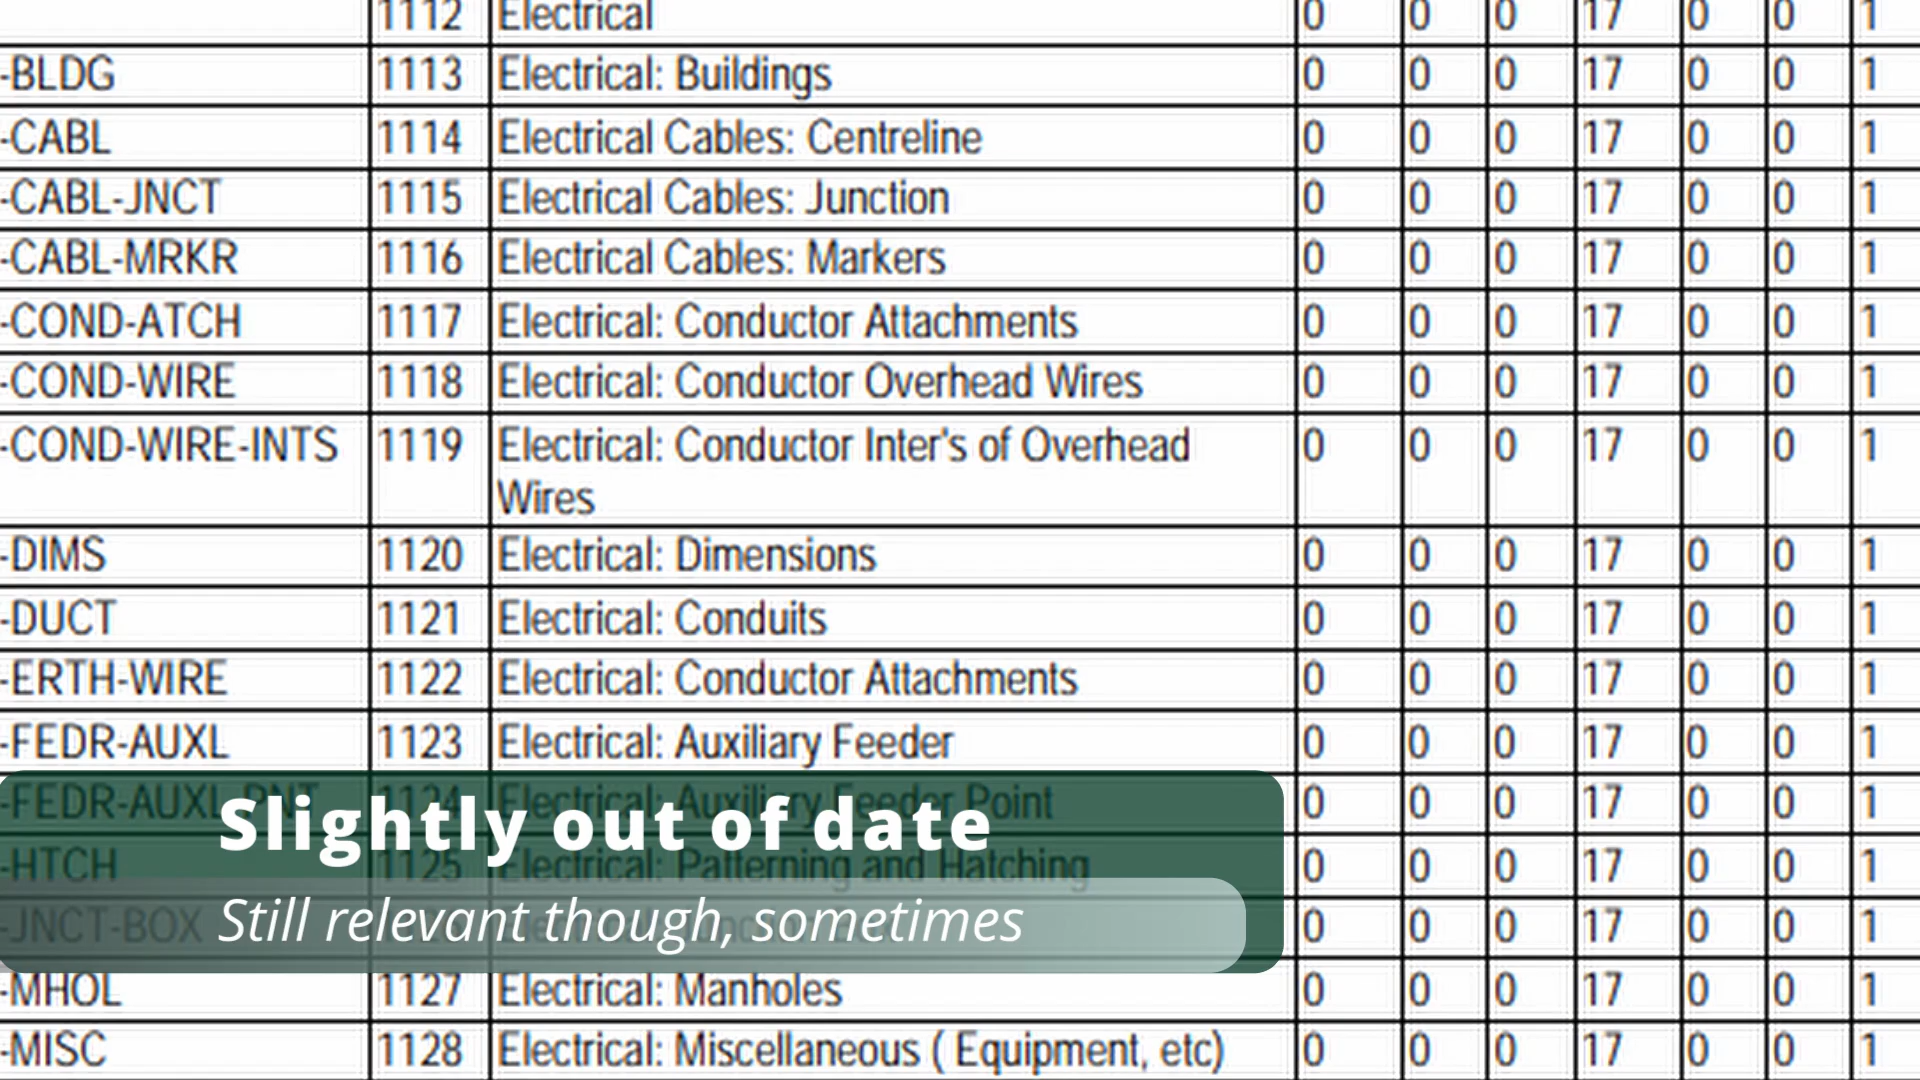 1112 Electrical 0 0 0 17 0 0 1
-BLDG 1113 Electrical: Buildings 0 0 0 17 0 0 1
-CABL 1114 Electrical Cables: Centreline 0 0 0 17 0 0 1
-CABL-JNCT 1115 Electrical Cables: Junction 0 0 0 17 0 0 1
-CABL-MRKR 1116 Electrical Cables: Markers 0 0 0 17 0 0 1
-COND-ATCH 1117 Electrical: Conductor Attachments 0 0 0 17 0 0 1
-COND-WIRE 1118 Electrical: Conductor Overhead Wires 0 0 0 17 0 0 1
-COND-WIRE-INTS 1119 Electrical: Conductor Inter's of Overhead 0 0 0 17 0 0 1
Wires
-DIMS 1120 Electrical: Dimensions 0 0 0 17 0 0 1
-DUCT 1121 Electrical: Conduits 0 0 0 17 0 0 1
-ERTH-WIRE 1122 Electrical: Conductor Attachments 0 0 0 17 0 0 1
-FEDR-AUXL 1123 Electrical: Auxiliary Feeder 0 0 0 17 0 0 1
-FEDR-AUXL-PNT 1124 Electrical: Auxiliary Feeder Point 0 0 0 17 0 0 1
Slightly out of date
-HTCH 1125 Electrical: Patterning and Hatching 0 0 0 17 0 0 1
-JNCT-BOX 0 0 0 17 0 0 1
Still relevant though, sometimes
-MHOL 1127 Electrical: Manholes 0 0 0 17 0 0 1
-MISC 1128 Electrical: Miscellaneous ( Equipment, etc) 0 0 0 17 0 0 1